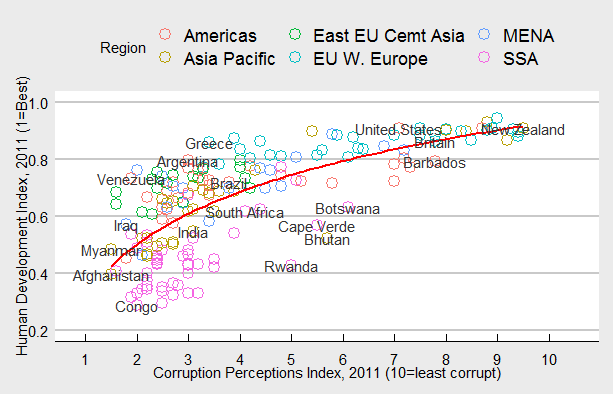 Region
Americas
East EU Cemt Asia
MENA
Asia Pacific
EU W. Europe
SSA
Human Development Index, 2011 (1=Best)
1.0
0.8
0.6
0.4
0.2
United States
New Zealand
Greece
Britain
Argentina
Barbados
Venezuela
Brazil
South Africa
Botswana
Iraq
India
Cape Verde
Bhutan
Myanmar
Rwanda
Afghanistan
Congo
1 2 3 4 5 6 7 8 9 10
Corruption Perceptions Index, 2011 (10=least corrupt)